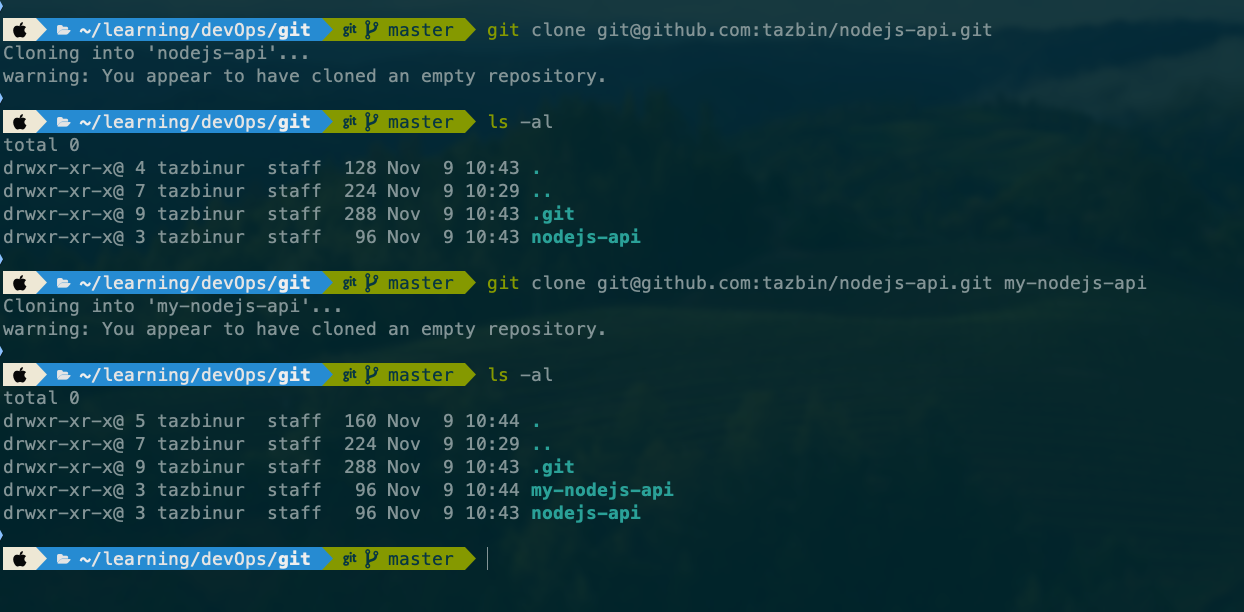 ~/learning/devOps/git git master git clone git@github.com:tazbin/nodejs-api.git
Cloning into 'nodejs-api'...
warning: You appear to have cloned an empty repository.
~/learning/devOps/git git master ls -al
total 0
drwxr-xr-x@ 4 tazbinur  staff  128 Nov  9 10:43 .
drwxr-xr-x@ 7 tazbinur  staff  224 Nov  9 10:29 ..
drwxr-xr-x@ 9 tazbinur  staff  288 Nov  9 10:43 .git
drwxr-xr-x@ 3 tazbinur  staff   96 Nov  9 10:43 nodejs-api
~/learning/devOps/git git master git clone git@github.com:tazbin/nodejs-api.git my-nodejs-api
Cloning into 'my-nodejs-api'...
warning: You appear to have cloned an empty repository.
~/learning/devOps/git git master ls -al
total 0
drwxr-xr-x@ 5 tazbinur  staff  160 Nov  9 10:44 .
drwxr-xr-x@ 7 tazbinur  staff  224 Nov  9 10:29 ..
drwxr-xr-x@ 9 tazbinur  staff  288 Nov  9 10:43 .git
drwxr-xr-x@ 3 tazbinur  staff   96 Nov  9 10:44 my-nodejs-api
drwxr-xr-x@ 3 tazbinur  staff   96 Nov  9 10:43 nodejs-api
~/learning/devOps/git git master